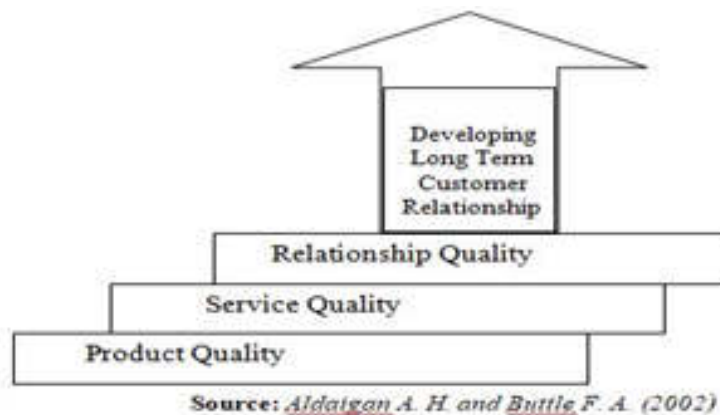 Developing
Long Term
Customer
Relationship
Relationship Quality
Service Quality
Product Quality
Source: Aldaigan A. H. and Buttle F. A. (2002)